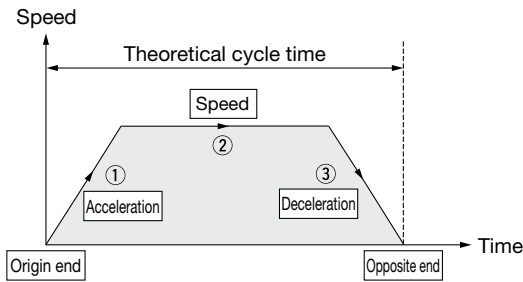 Speed
Theoretical cycle time
Speed
②
①
③
Acceleration
Deceleration
Time
Origin end
Opposite end